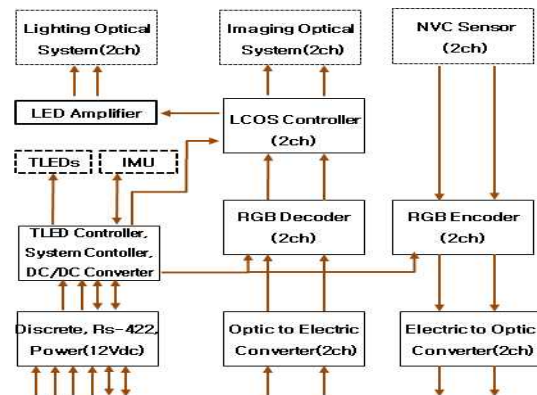 Lighting Optical
System(2ch)
Imaging Optical
System(2ch)
NVC Sensor
(2ch)
LED Amplifier
LCOS Controller
(2ch)
TLEDs
IMU
TLED Controller,
System Contoller,
DC/DC Converter
RGB Decoder
(2ch)
RGB Encoder
(2ch)
Discrete, Rs-422,
Power(12Vdc)
Optic to Electric
Converter(2ch)
Electric to Optic
Converter(2ch)